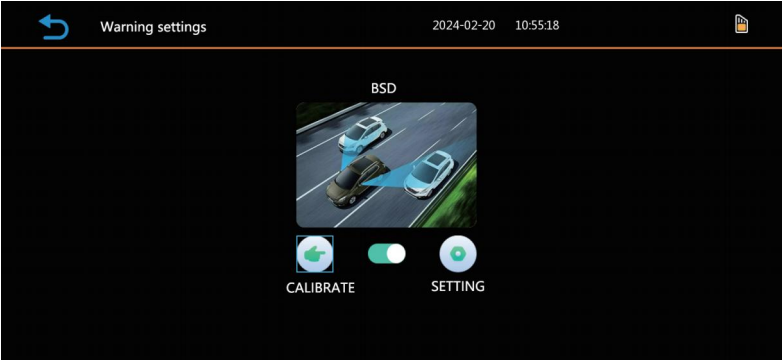 Warning settings
2024-02-20 10:55:18
BSD
CALIBRATE
SETTING